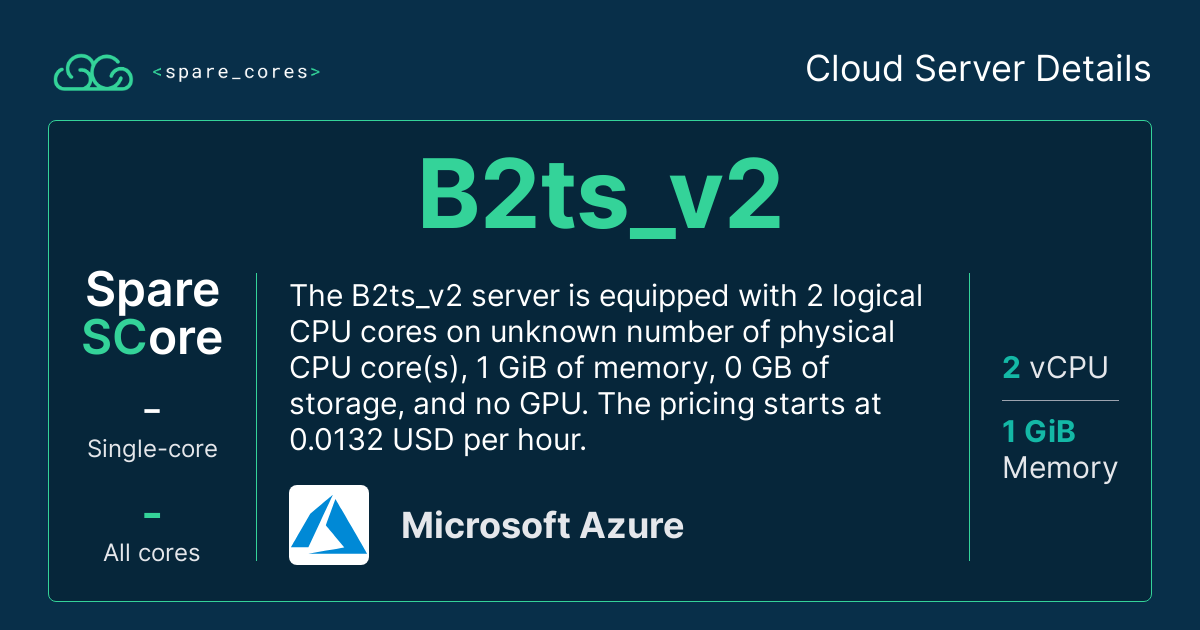 <spare_cores>
Cloud Server Details
B2ts_v2
Spare
SCore
–
Single-core
–
All cores
The B2ts_v2 server is equipped with 2 logical
CPU cores on unknown number of physical
CPU core(s), 1 GiB of memory, 0 GB of
storage, and no GPU. The pricing starts at
0.0132 USD per hour.
Microsoft Azure
2 vCPU
1 GiB
Memory